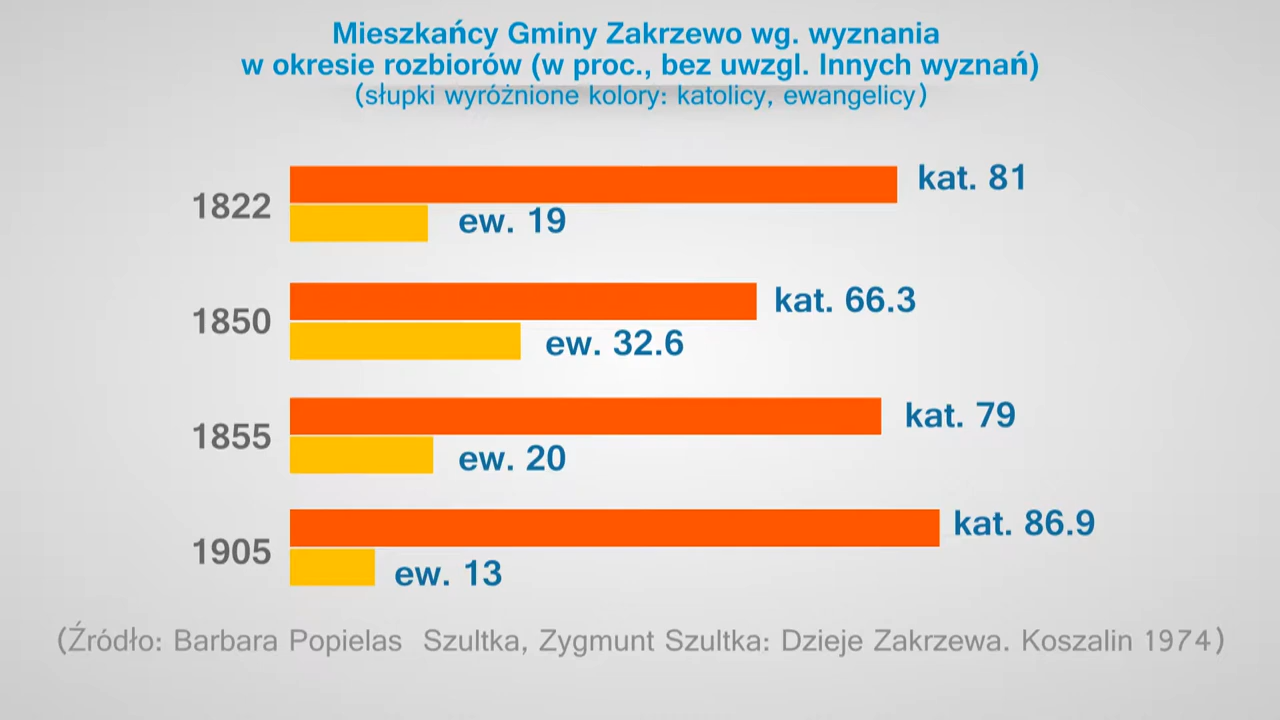 Mieszkańcy Gminy Zakrzewo wg. wyznania
w okresie rozbiorów (w proc., bez uwzgl. Innych wyznań)
(słupki wyróżnione kolory: katolicy, ewangelicy)
1822
kat. 81
ew. 19
1850
kat. 66.3
ew. 32.6
1855
kat. 79
ew. 20
1905
kat. 86.9
ew. 13
(Źródło: Barbara Popielas Szultka, Zygmunt Szultka: Dzieje Zakrzewa. Koszalin 1974)